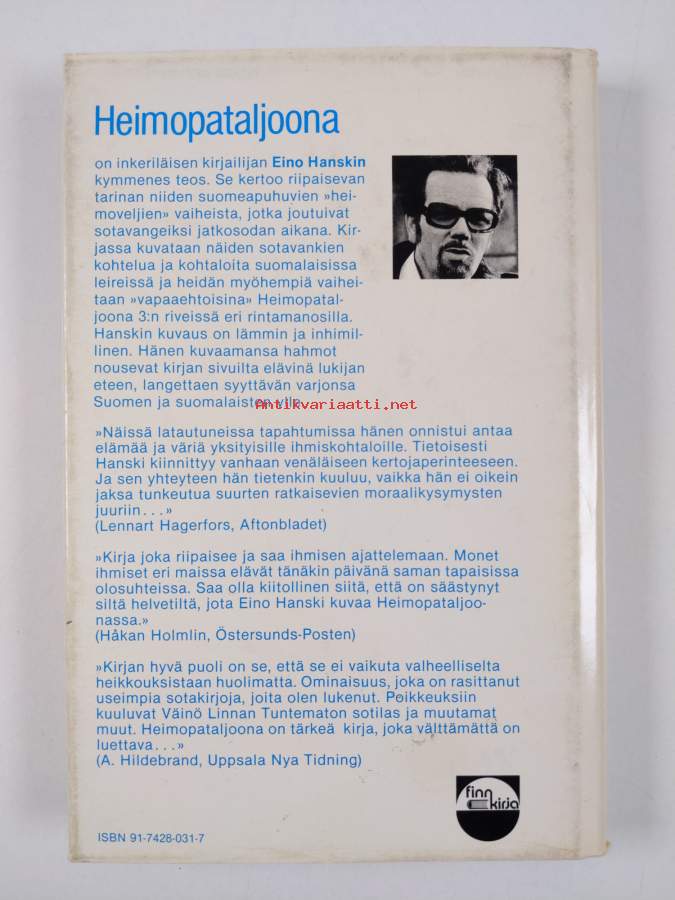 Heimopataljoona
on inkeriläisen kirjailijan Eino Hanskin
kymmenes teos. Se kertoo riipaisevan
tarinan niiden suomeapuhuvien »hei-
moveljien» vaiheista, jotka joutuivat
sotavangeiksi jatkosodan aikana. Kir-
jassa kuvataan näiden sotavankien
kohtelua ja kohtaloita suomalaisissa
leireissä ja heidän myöhempiä vaihei-
taan »vapaaehtoisina» Heimopatal-
joona 3:n riveissä eri rintamanosilla.
Hanskin kuvaus on lämmin ja inhimil-
linen. Hänen kuvaamansa hahmot
nousevat kirjan sivuilta elävinä lukijan
eteen, langettaen syyttävän varjonsa
Suomen ja suomalaisten ylle.
Antikvariaatti.net
»Näissä latautuneissa tapahtumissa hänen onnistui antaa
elämää ja väriä yksityisille ihmiskohtaloille. Tietoisesti
Hanski kiinnittyy vanhaan venäläiseen kertojaperinteeseen.
Ja sen yhteyteen hän tietenkin kuuluu, vaikka hän ei oikein
jaksa tunkeutua suurten ratkaisevien moraalikysymysten
juuriin...»
(Lennart Hagerfors, Aftonbladet)
»Kirja joka riipaisee ja saa ihmisen ajattelemaan. Monet
ihmiset eri maissa elävät tänäkin päivänä saman tapaisissa
olosuhteissa. Saa olla kiitollinen siitä, että on säästynyt
siltä helvetiltä, jota Eino Hanski kuvaa Heimopataljoo-
nassa.»
(Håkan Holmlin, Östersunds-Posten)
»Kirjan hyvä puoli on se, että se ei vaikuta valheelliselta
heikkouksistaan huolimatta. Ominaisuus, joka on rasittanut
useimpia sotakirjoja, joita olen lukenut. Poikkeuksiin
kuuluvat Väinö Linnan Tuntematon sotilas ja muutamat
muut. Heimopataljoona on tärkeä kirja, joka välttämättä on
luettava...»
(A. Hildebrand, Uppsala Nya Tidning)
finn
kirja
ISBN 91-7428-031-7